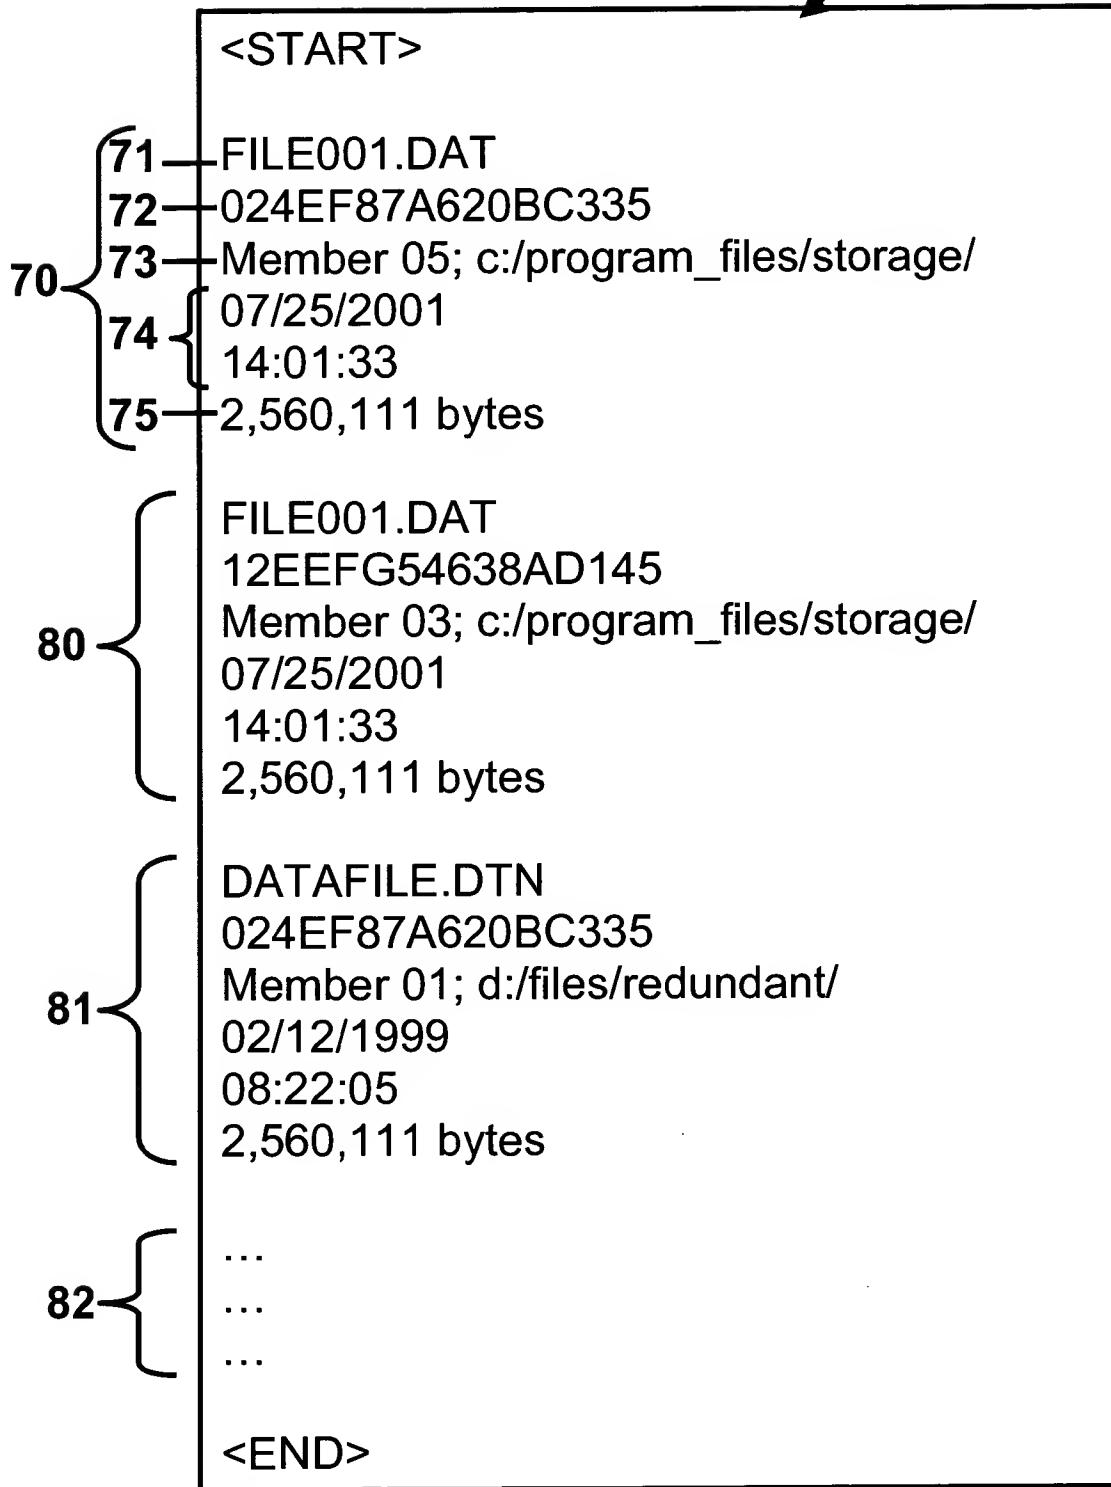 <START>
71 FILE001.DAT
72 024EF87A620BC335
70 73 Member 05; c:/program_files/storage/
74 07/25/2001
14:01:33
75 2,560,111 bytes
80
FILE001.DAT
12EEFG54638AD145
Member 03; c:/program_files/storage/
07/25/2001
14:01:33
2,560,111 bytes
81
DATAFILE.DTN
024EF87A620BC335
Member 01; d:/files/redundant/
02/12/1999
08:22:05
2,560,111 bytes
82
...
...
...
<END>